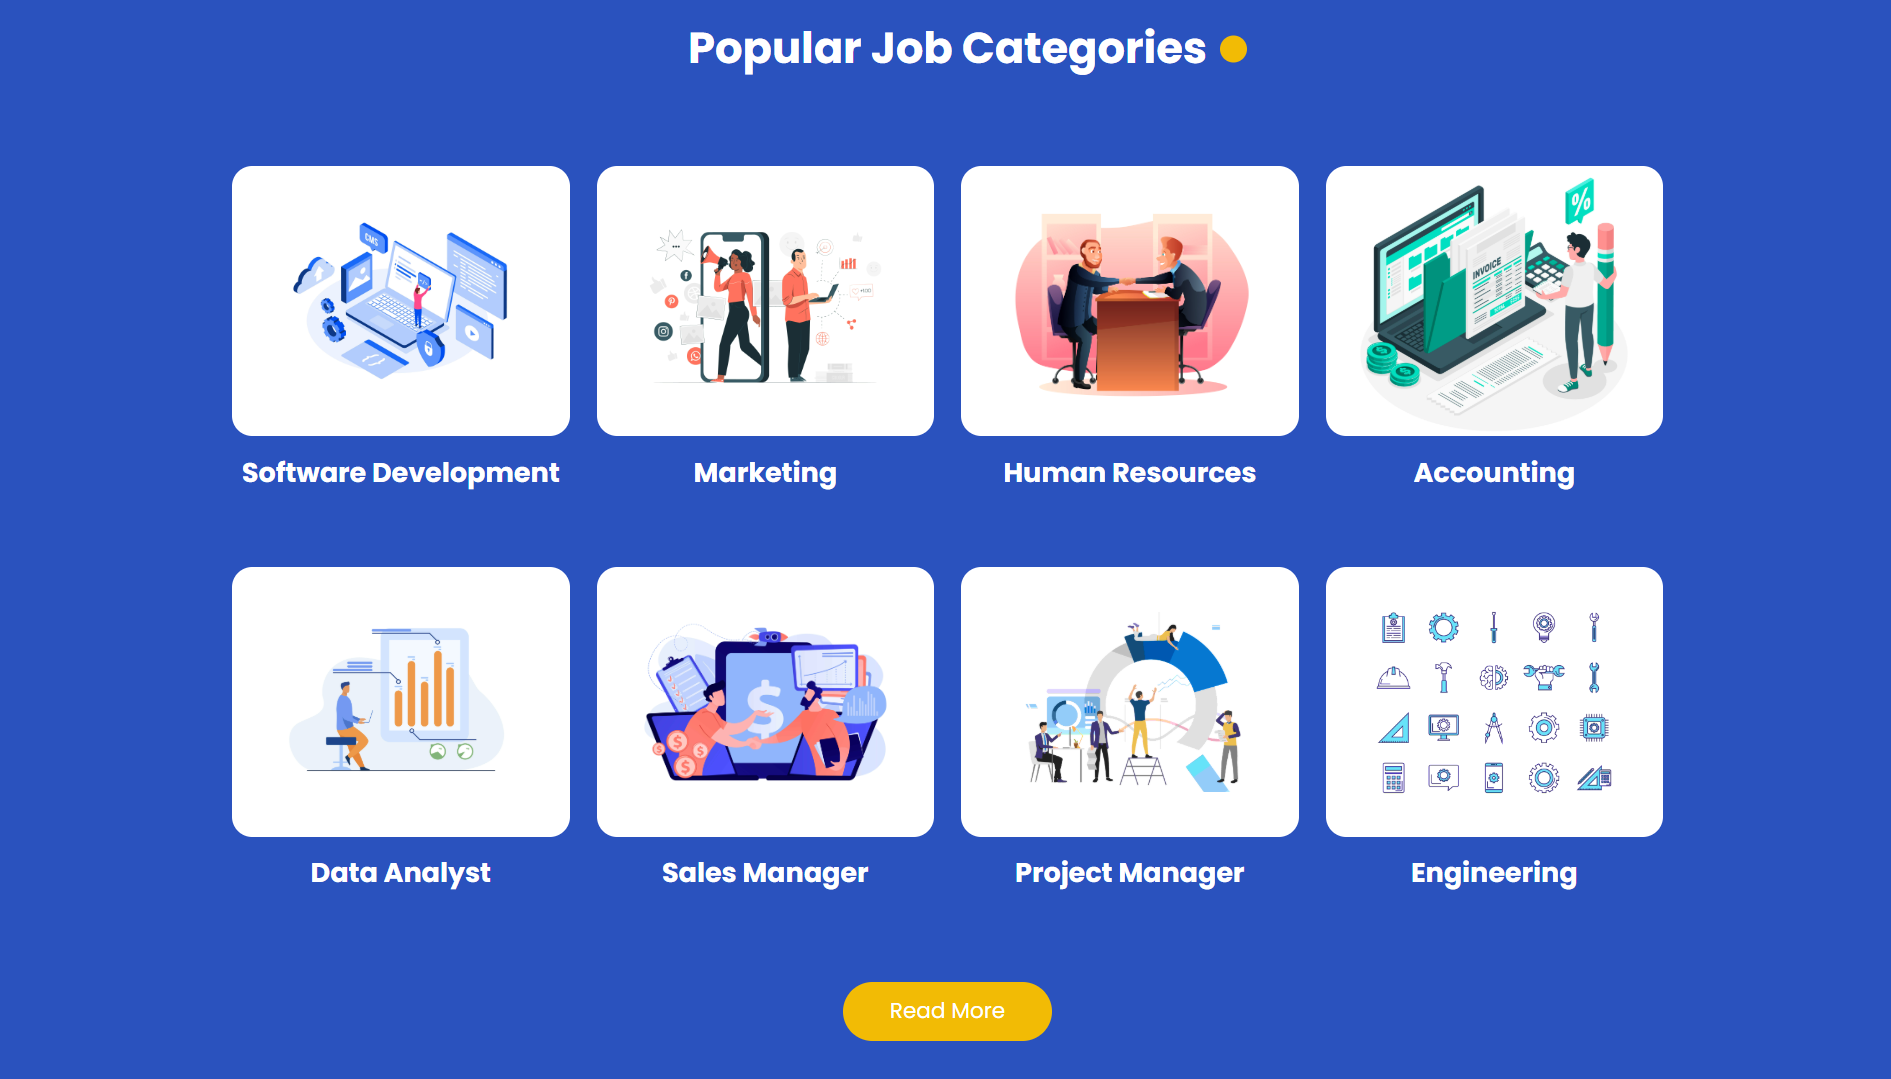 Popular Job Categories
CMS
INVOICE
%
+100
Software Development
Marketing
Human Resources
Accounting
$
Data Analyst
Sales Manager
Project Manager
Engineering
Read More